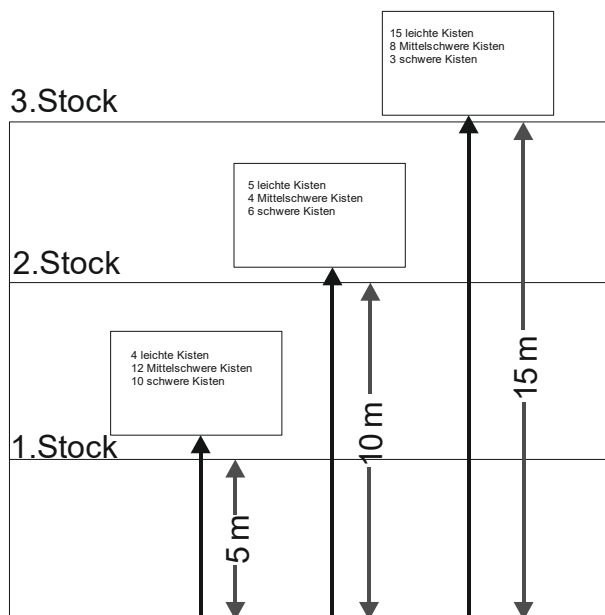 15 leichte Kisten
8 Mittelschwere Kisten
3 schwere Kisten
3.Stock
5 leichte Kisten
4 Mittelschwere Kisten
6 schwere Kisten
2.Stock
4 leichte Kisten
12 Mittelschwere Kisten
10 schwere Kisten
1.Stock
5 m
10 m
15 m